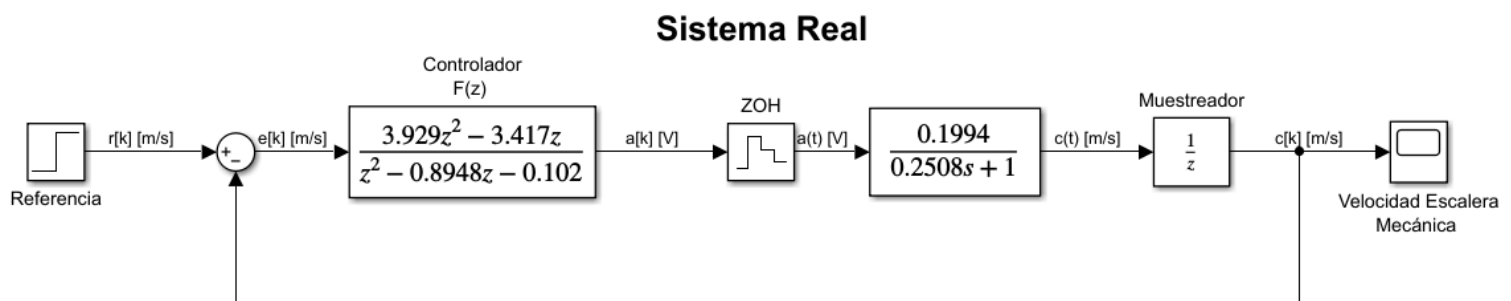 Sistema Real
Controlador
F(z)
ZOH
Muestreador
r[k] [m/s]
e[k] [m/s]
3.929z² − 3.417z
z² − 0.8948z − 0.102
a[k] [V]
a(t) [V]
0.1994
0.2508s + 1
c(t) [m/s]
1
z
c[k] [m/s]
+
−
Referencia
Velocidad Escalera
Mecánica